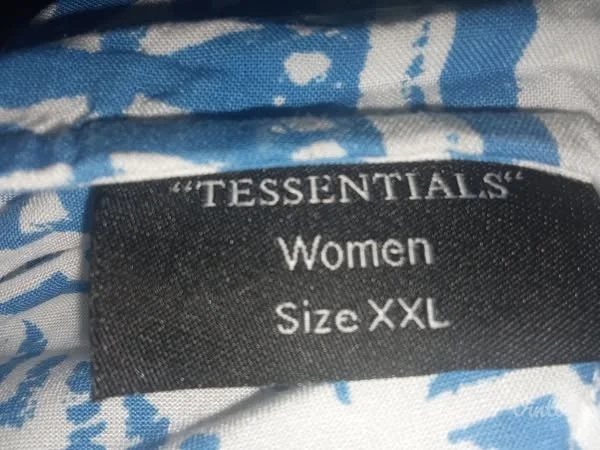 “TESSENTIALS“
Women
Size XXL